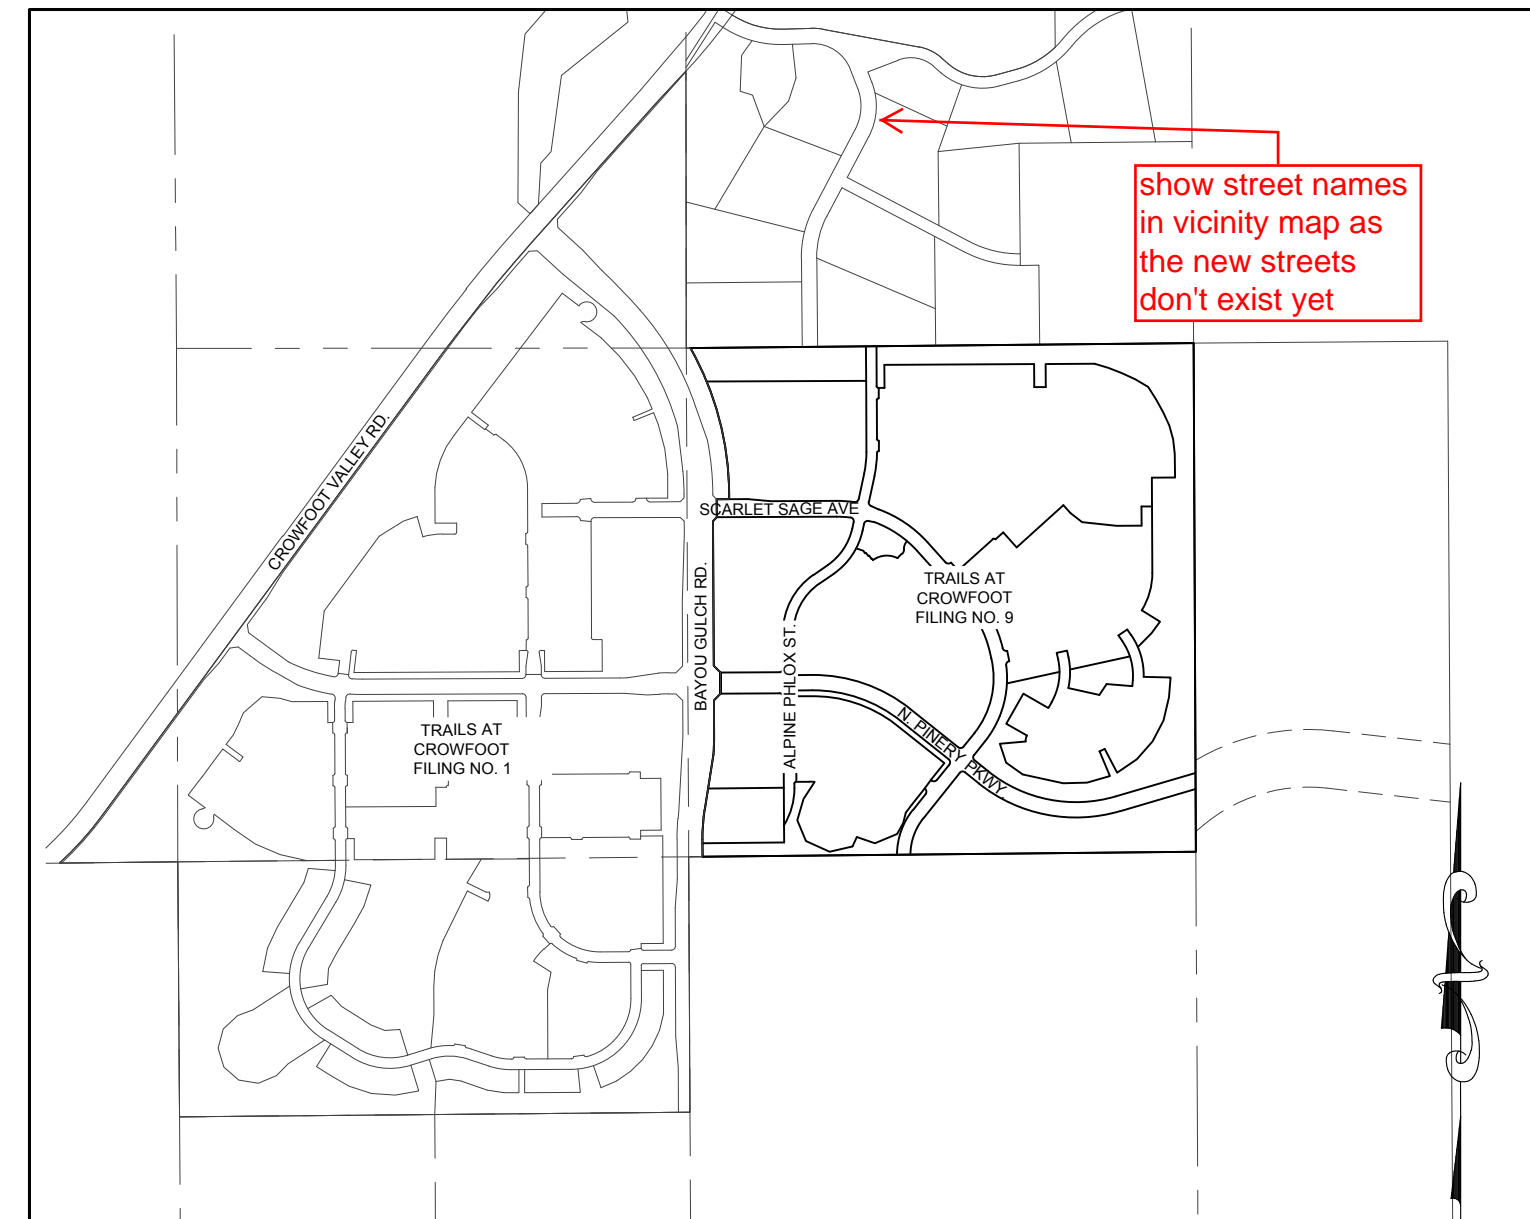 show street names
in vicinity map as
the new streets
don't exist yet
CROWFOOT VALLEY RD.
SCARLET SAGE AVE
BAYOU GULCH RD.
ALPINE PHLOX ST.
TRAILS AT
CROWFOOT
FILING NO. 9
N. PINERY PKWY.
TRAILS AT
CROWFOOT
FILING NO. 1